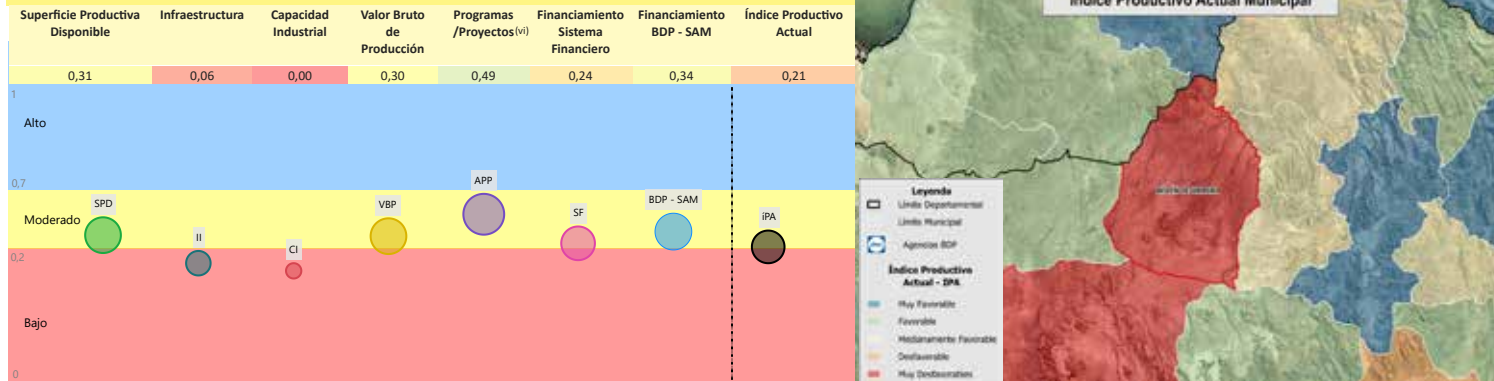 Superficie Productiva
Disponible
Infraestructura
Capacidad
Industrial
Valor Bruto
de
Producción
Programas
/Proyectos(vi)
Financiamiento
Sistema
Financiero
Financiamiento
BDP - SAM
Índice Productivo
Actual
0,31
0,06
0,00
0,30
0,49
0,24
0,34
0,21
1
Alto
0,7
Moderado
0,2
Bajo
0
SPD
II
CI
VBP
APP
SF
BDP - SAM
iPA
Índice Productivo Actual Municipal
Leyenda
Límite Departamental
Límite Municipal
Agencias BDP
Índice Productivo
Actual - IPA
Muy Favorable
Favorable
Medianamente Favorable
Desfavorable
Muy Desfavorable